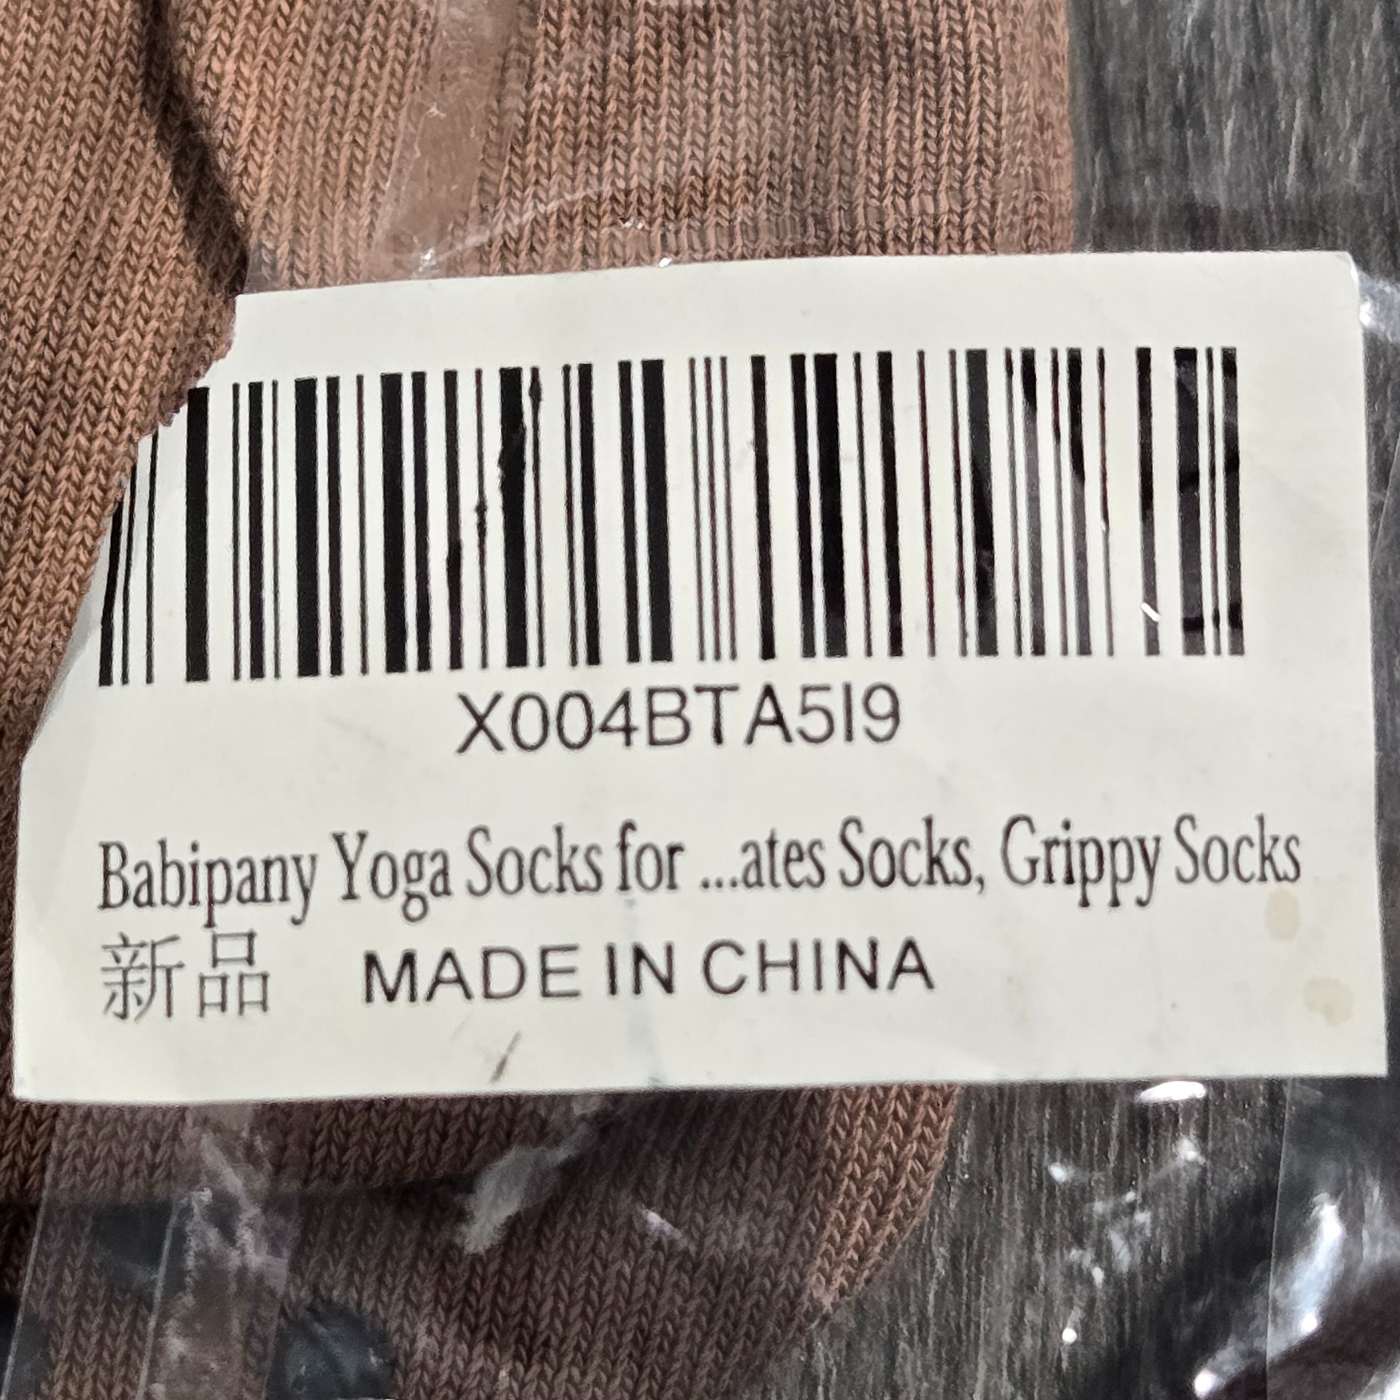 X004BTA5I9
Babipany Yoga Socks for ...ates Socks, Grippy Socks
新品 MADE IN CHINA